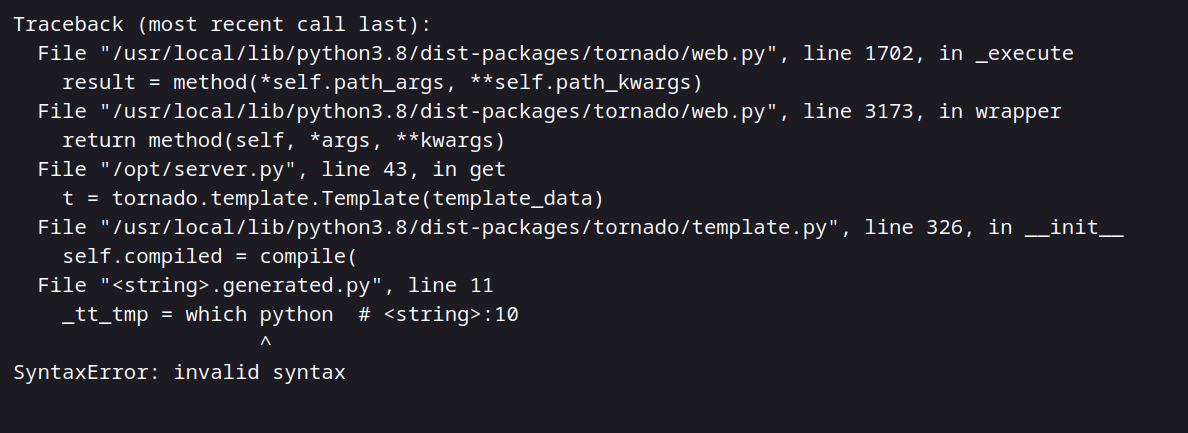 Traceback (most recent call last):
  File "/usr/local/lib/python3.8/dist-packages/tornado/web.py", line 1702, in _execute
    result = method(*self.path_args, **self.path_kwargs)
  File "/usr/local/lib/python3.8/dist-packages/tornado/web.py", line 3173, in wrapper
    return method(self, *args, **kwargs)
  File "/opt/server.py", line 43, in get
    t = tornado.template.Template(template_data)
  File "/usr/local/lib/python3.8/dist-packages/tornado/template.py", line 326, in __init__
    self.compiled = compile(
  File "<string>.generated.py", line 11
    _tt_tmp = which python  # <string>:10
                    ^
SyntaxError: invalid syntax